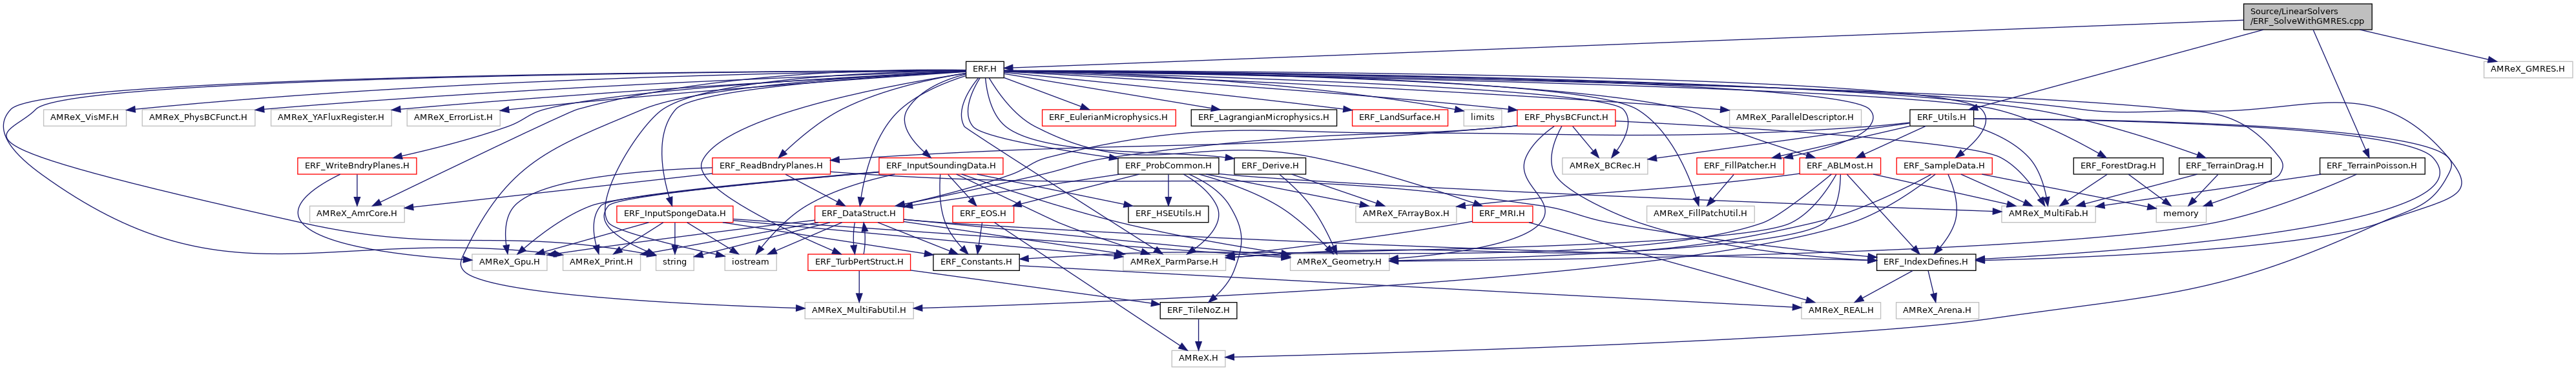 Source/LinearSolvers
/ERF_SolveWithGMRES.cpp
ERF.H
AMReX_GMRES.H
AMReX_VisMF.H
AMReX_PhysBCFunct.H
AMReX_YAFluxRegister.H
AMReX_ErrorList.H
ERF_EulerianMicrophysics.H
ERF_LagrangianMicrophysics.H
ERF_LandSurface.H
limits
ERF_PhysBCFunct.H
AMReX_ParallelDescriptor.H
ERF_Utils.H
ERF_WriteBndryPlanes.H
ERF_ReadBndryPlanes.H
ERF_InputSoundingData.H
ERF_ProbCommon.H
ERF_Derive.H
AMReX_BCRec.H
ERF_FillPatcher.H
ERF_ABLMost.H
ERF_SampleData.H
ERF_ForestDrag.H
ERF_TerrainDrag.H
ERF_TerrainPoisson.H
AMReX_AmrCore.H
ERF_InputSpongeData.H
ERF_DataStruct.H
ERF_EOS.H
ERF_HSEUtils.H
AMReX_FArrayBox.H
ERF_MRI.H
AMReX_FillPatchUtil.H
AMReX_MultiFab.H
memory
AMReX_Gpu.H
AMReX_Print.H
string
iostream
ERF_TurbPertStruct.H
ERF_Constants.H
AMReX_ParmParse.H
AMReX_Geometry.H
ERF_IndexDefines.H
AMReX_MultiFabUtil.H
ERF_TileNoZ.H
AMReX_REAL.H
AMReX_Arena.H
AMReX.H